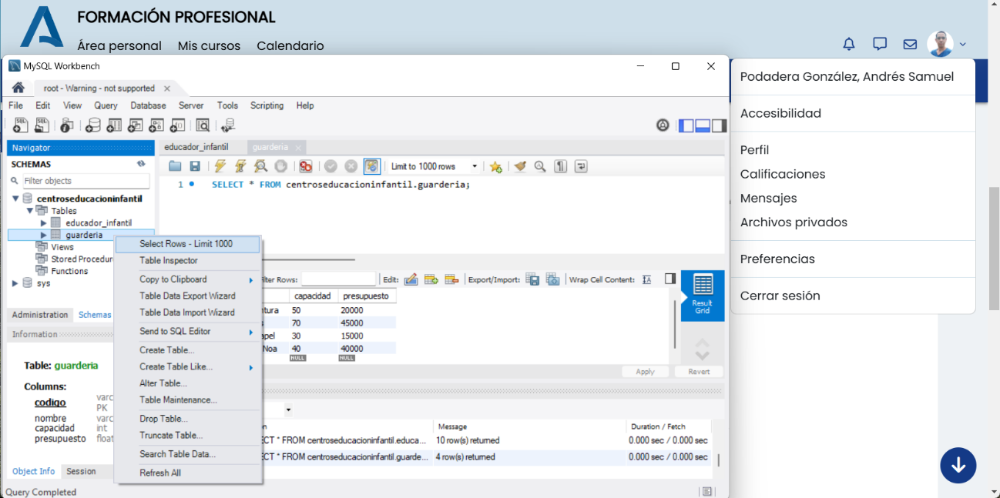 FORMACIÓN PROFESIONAL
Área personal Mis cursos Calendario
MySQL Workbench
root - Warning - not supported
File Edit View Query Database Server Tools Scripting Help
Navigator
SCHEMAS
Filter objects
centroseducacioninfantil
Tables
educador_infantil
guarderia
Views
Stored Procedur
Functions
sys
Administration Schemas
Information
Table: guarderia
Columns:
codigo varc
PK
nombre varc
capacidad int
presupuesto float
Object Info Session
Query Completed
educador_infantil guarderia
Limit to 1000 rows
1 SELECT * FROM centroseducacioninfantil.guarderia;
Select Rows - Limit 1000
Table Inspector
Copy to Clipboard
Table Data Export Wizard
Table Data Import Wizard
Send to SQL Editor
Create Table...
Create Table Like...
Alter Table...
Table Maintenance...
Drop Table...
Truncate Table...
Search Table Data...
Refresh All
ilter Rows: Edit: Export/Import: Wrap Cell Content:
capacidad presupuesto
ntura 50 20000
s 70 45000
apel 30 15000
Noa 40 40000
NULL NULL
Result
Grid
Apply Revert
n Message Duration / Fetch
ECT * FROM centroseducacioninfantil.educa... 10 row(s) returned 0.000 sec / 0.000 sec
ECT * FROM centroseducacioninfantil.guarde... 4 row(s) returned 0.000 sec / 0.000 sec
Podadera González, Andrés Samuel
Accesibilidad
Perfil
Calificaciones
Mensajes
Archivos privados
Preferencias
Cerrar sesión